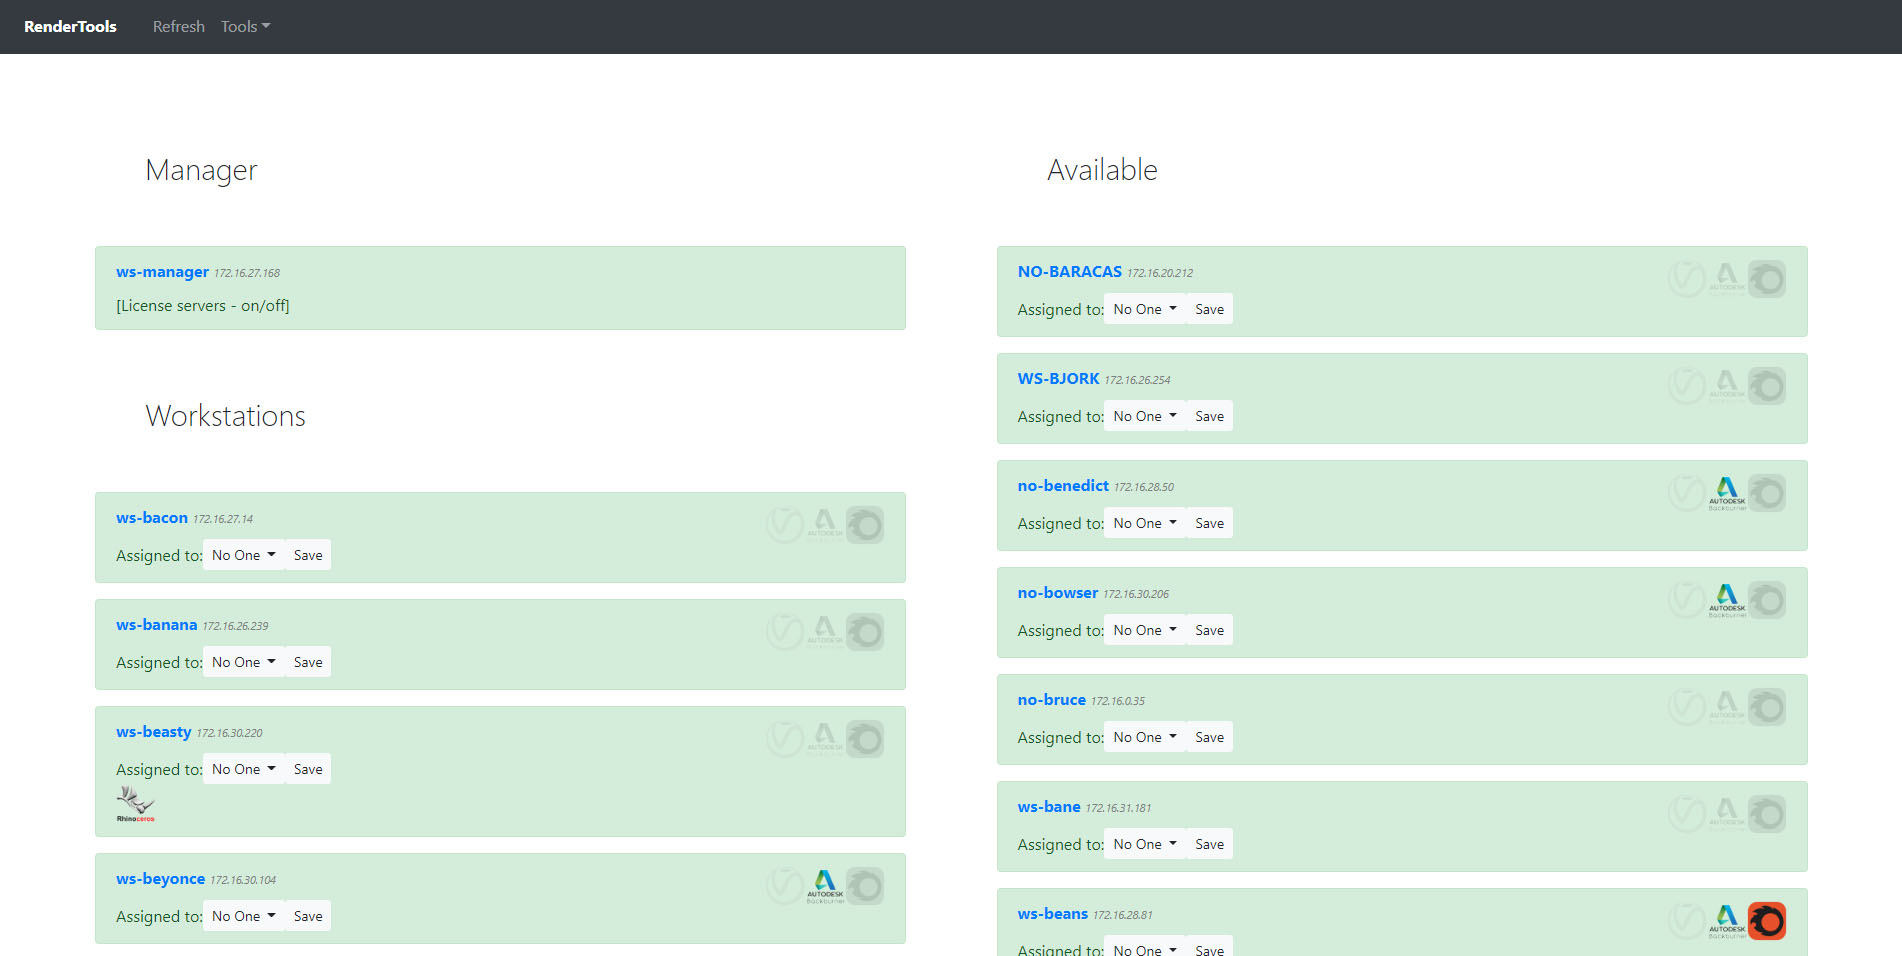 RenderTools Refresh Tools
Manager
ws-manager 172.16.27.168
[License servers - on/off]
Workstations
ws-bacon 172.16.27.14
Assigned to: No One Save
ws-banana 172.16.26.239
Assigned to: No One Save
ws-beasty 172.16.30.220
Assigned to: No One Save
Rhinoceros
ws-beyonce 172.16.30.104
AUTODESK
Backburner
Assigned to: No One Save
Available
NO-BARACAS 172.16.20.212
AUTODESK
Assigned to: No One Save
WS-BJORK 172.16.26.254
AUTODESK
Assigned to: No One Save
no-benedict 172.16.28.50
AUTODESK
Backburner
Assigned to: No One Save
no-bowser 172.16.30.206
AUTODESK
Backburner
Assigned to: No One Save
no-bruce 172.16.0.35
AUTODESK
Assigned to: No One Save
ws-bane 172.16.31.181
AUTODESK
Assigned to: No One Save
ws-beans 172.16.28.81
AUTODESK
Backburner
Assigned to: No One Save